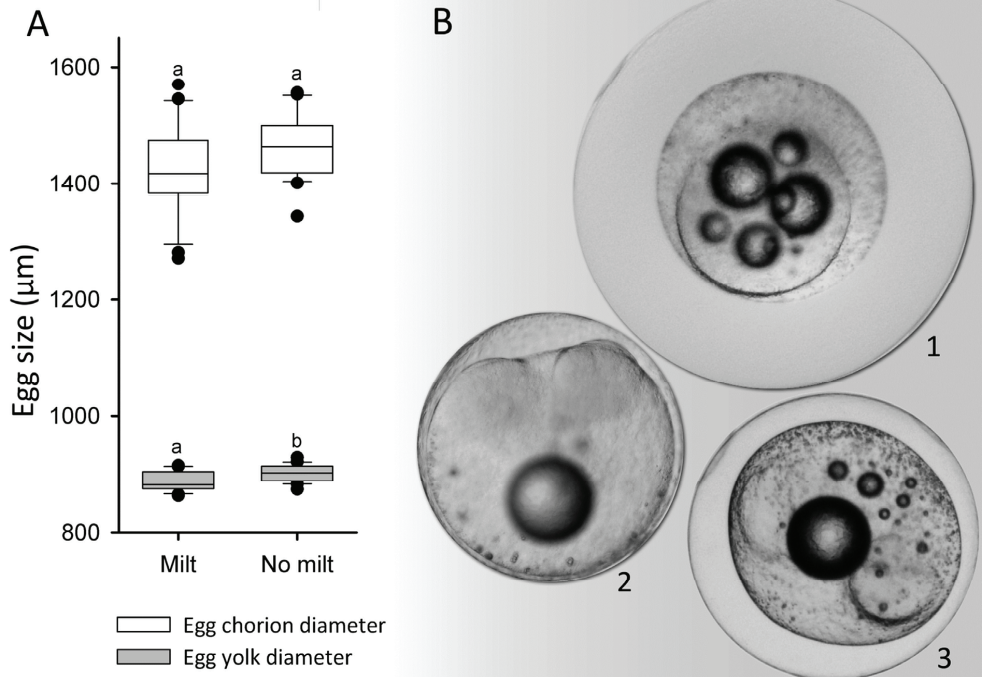 A
B
1600
1400
1200
1000
800
Egg size (μm)
a
a
a
b
Milt
No milt
Egg chorion diameter
Egg yolk diameter
1
2
3